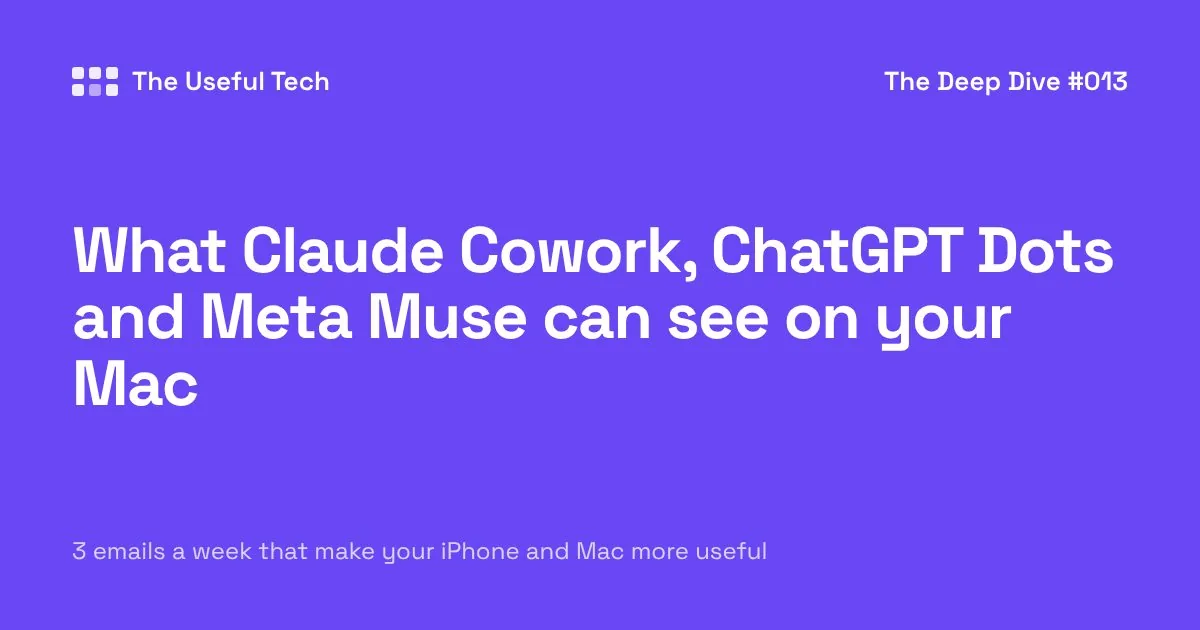 The Useful Tech
The Deep Dive #013
What Claude Cowork, ChatGPT Dots
and Meta Muse can see on your
Mac
3 emails a week that make your iPhone and Mac more useful